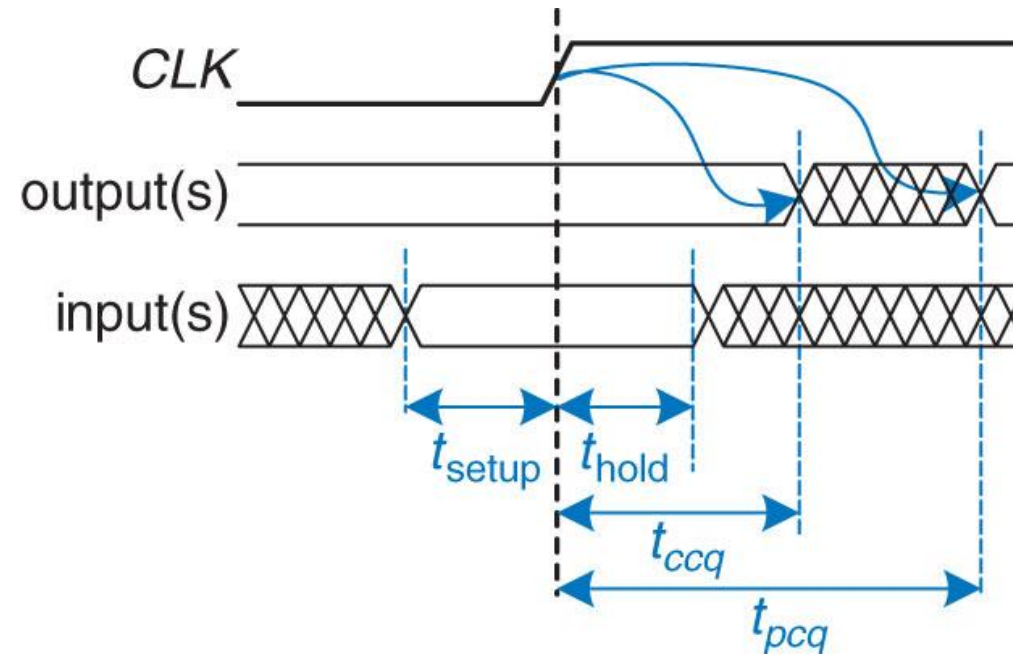 CLK
output(s)
input(s)
tsetup thold
tccq
tpcq